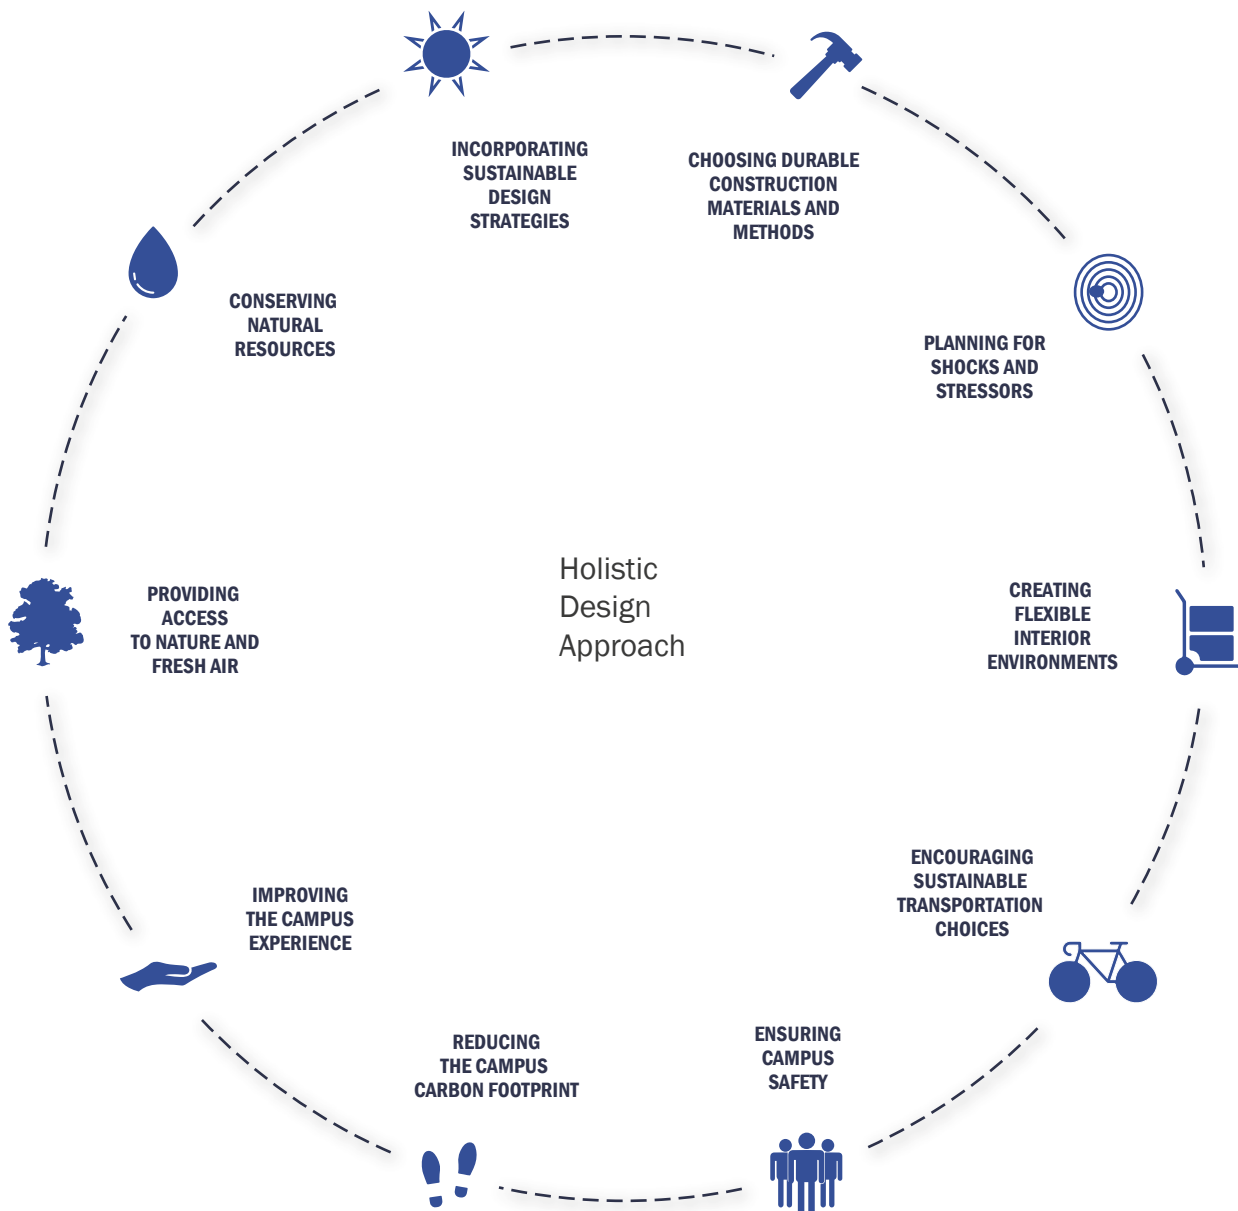 INCORPORATING
SUSTAINABLE
DESIGN
STRATEGIES
CHOOSING DURABLE
CONSTRUCTION
MATERIALS AND
METHODS
CONSERVING
NATURAL
RESOURCES
PLANNING FOR
SHOCKS AND
STRESSORS
Holistic
Design
Approach
PROVIDING
ACCESS
TO NATURE AND
FRESH AIR
CREATING
FLEXIBLE
INTERIOR
ENVIRONMENTS
IMPROVING
THE CAMPUS
EXPERIENCE
ENCOURAGING
SUSTAINABLE
TRANSPORTATION
CHOICES
REDUCING
THE CAMPUS
CARBON FOOTPRINT
ENSURING
CAMPUS
SAFETY